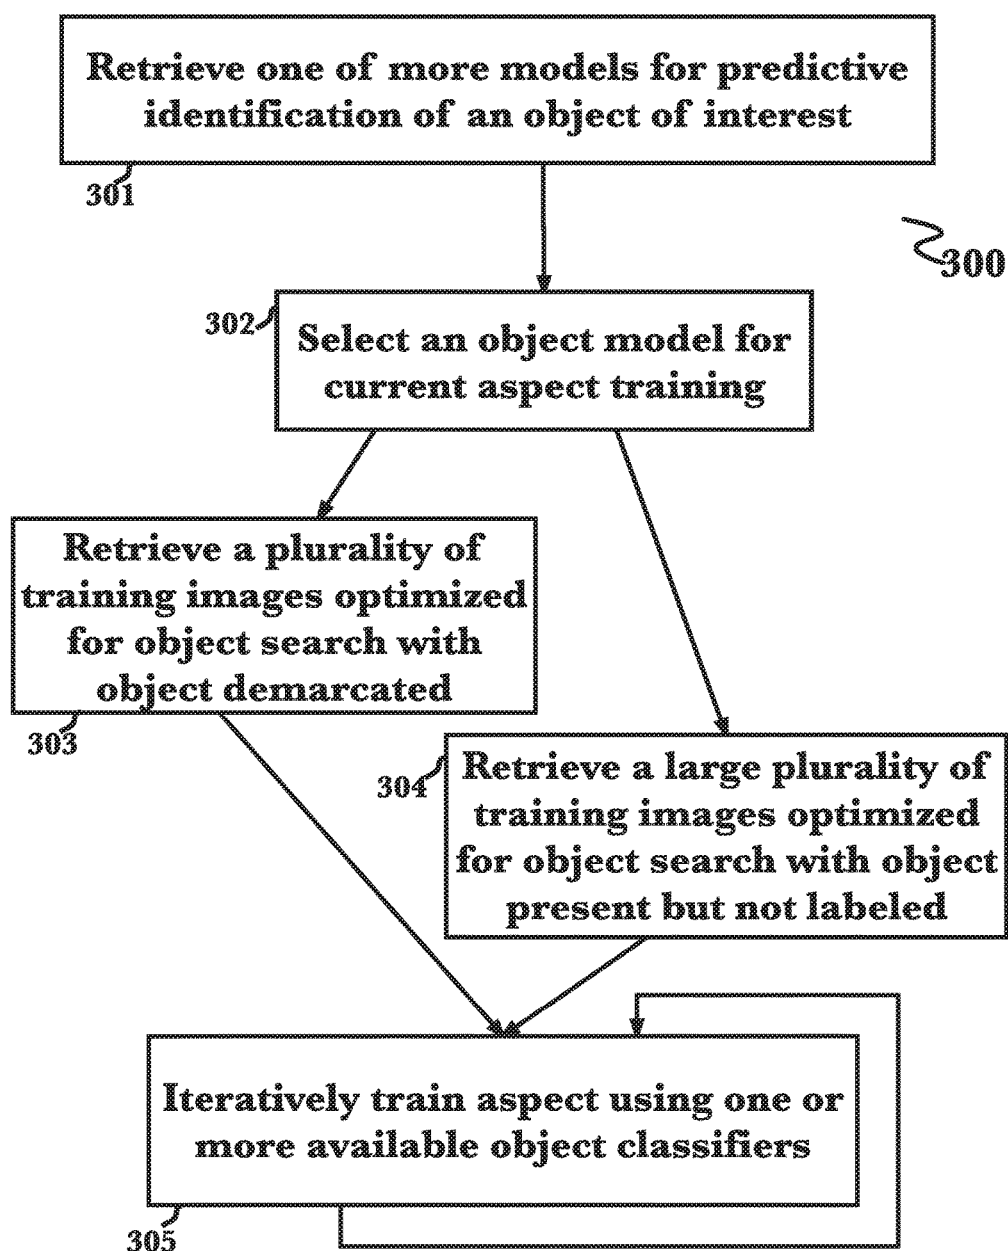 Retrieve one of more models for predictive
identification of an object of interest
301
300
302
Select an object model for
current aspect training
Retrieve a plurality of
training images optimized
for object search with
object demarcated
303
304
Retrieve a large plurality of
training images optimized
for object search with object
present but not labeled
Iteratively train aspect using one or
more available object classifiers
305